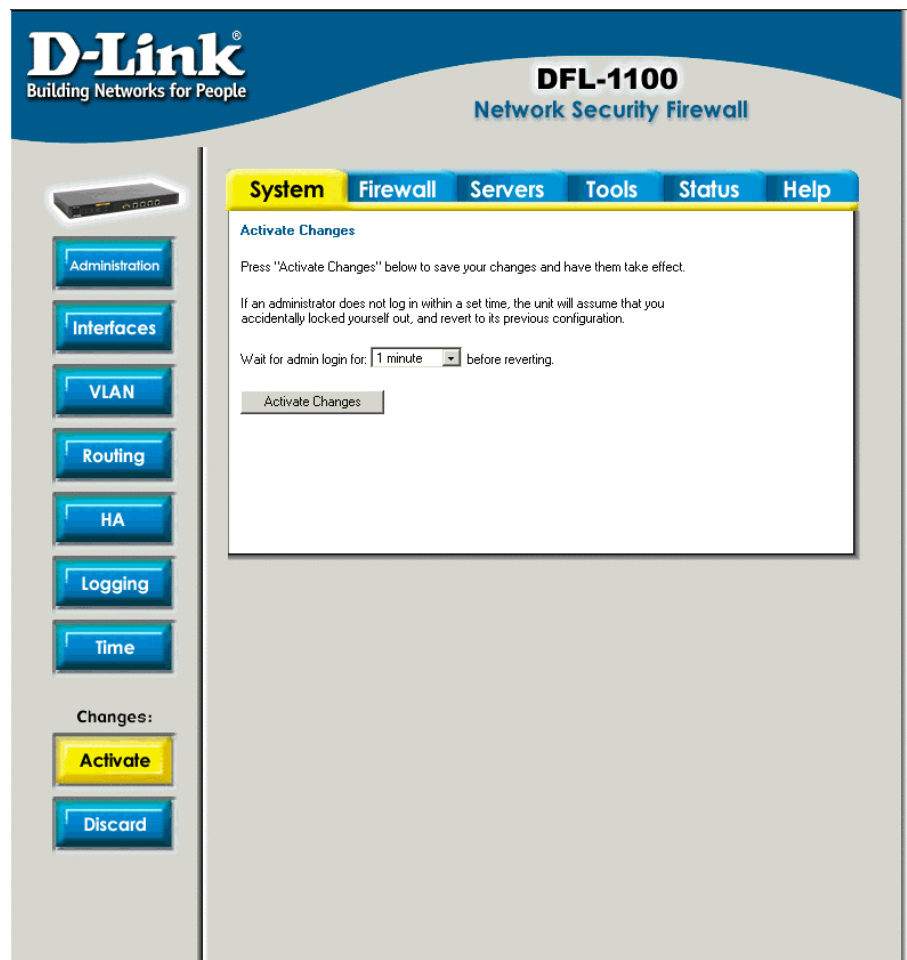 D-Link®
Building Networks for People
DFL-1100
Network Security Firewall
System Firewall Servers Tools Status Help
Administration
Interfaces
VLAN
Routing
HA
Logging
Time
Changes:
Activate
Discard
Activate Changes
Press "Activate Changes" below to save your changes and have them take effect.
If an administrator does not log in within a set time, the unit will assume that you
accidentally locked yourself out, and revert to its previous configuration.
Wait for admin login for: 1 minute before reverting.
Activate Changes